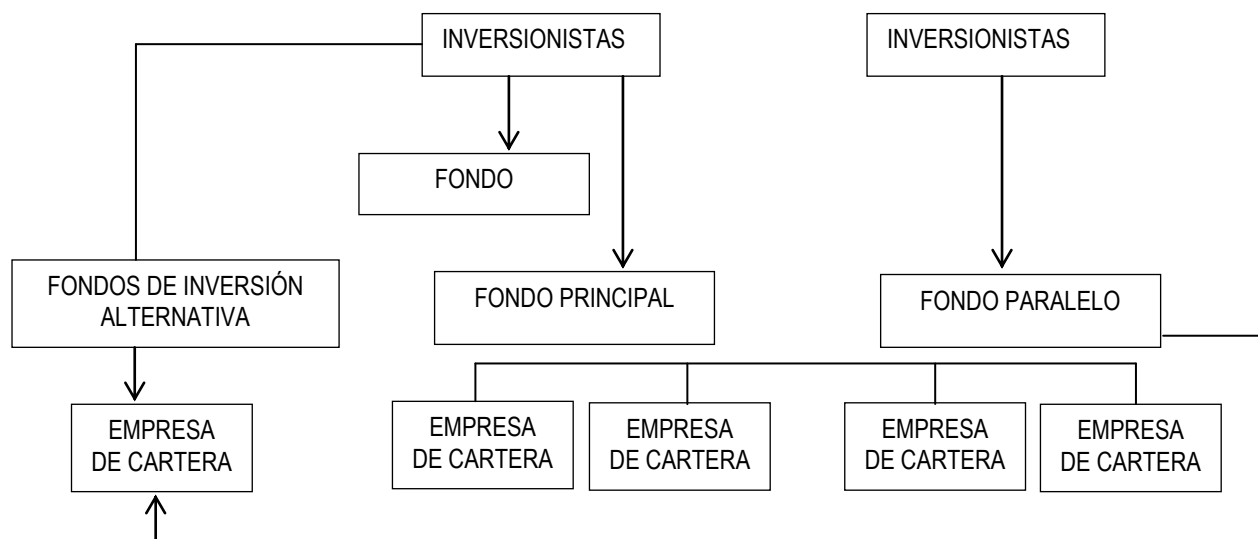 INVERSIONISTAS
INVERSIONISTAS
FONDO
FONDOS DE INVERSIÓN
ALTERNATIVA
FONDO PRINCIPAL
FONDO PARALELO
EMPRESA
DE CARTERA
EMPRESA
DE CARTERA
EMPRESA
DE CARTERA
EMPRESA
DE CARTERA
EMPRESA
DE CARTERA